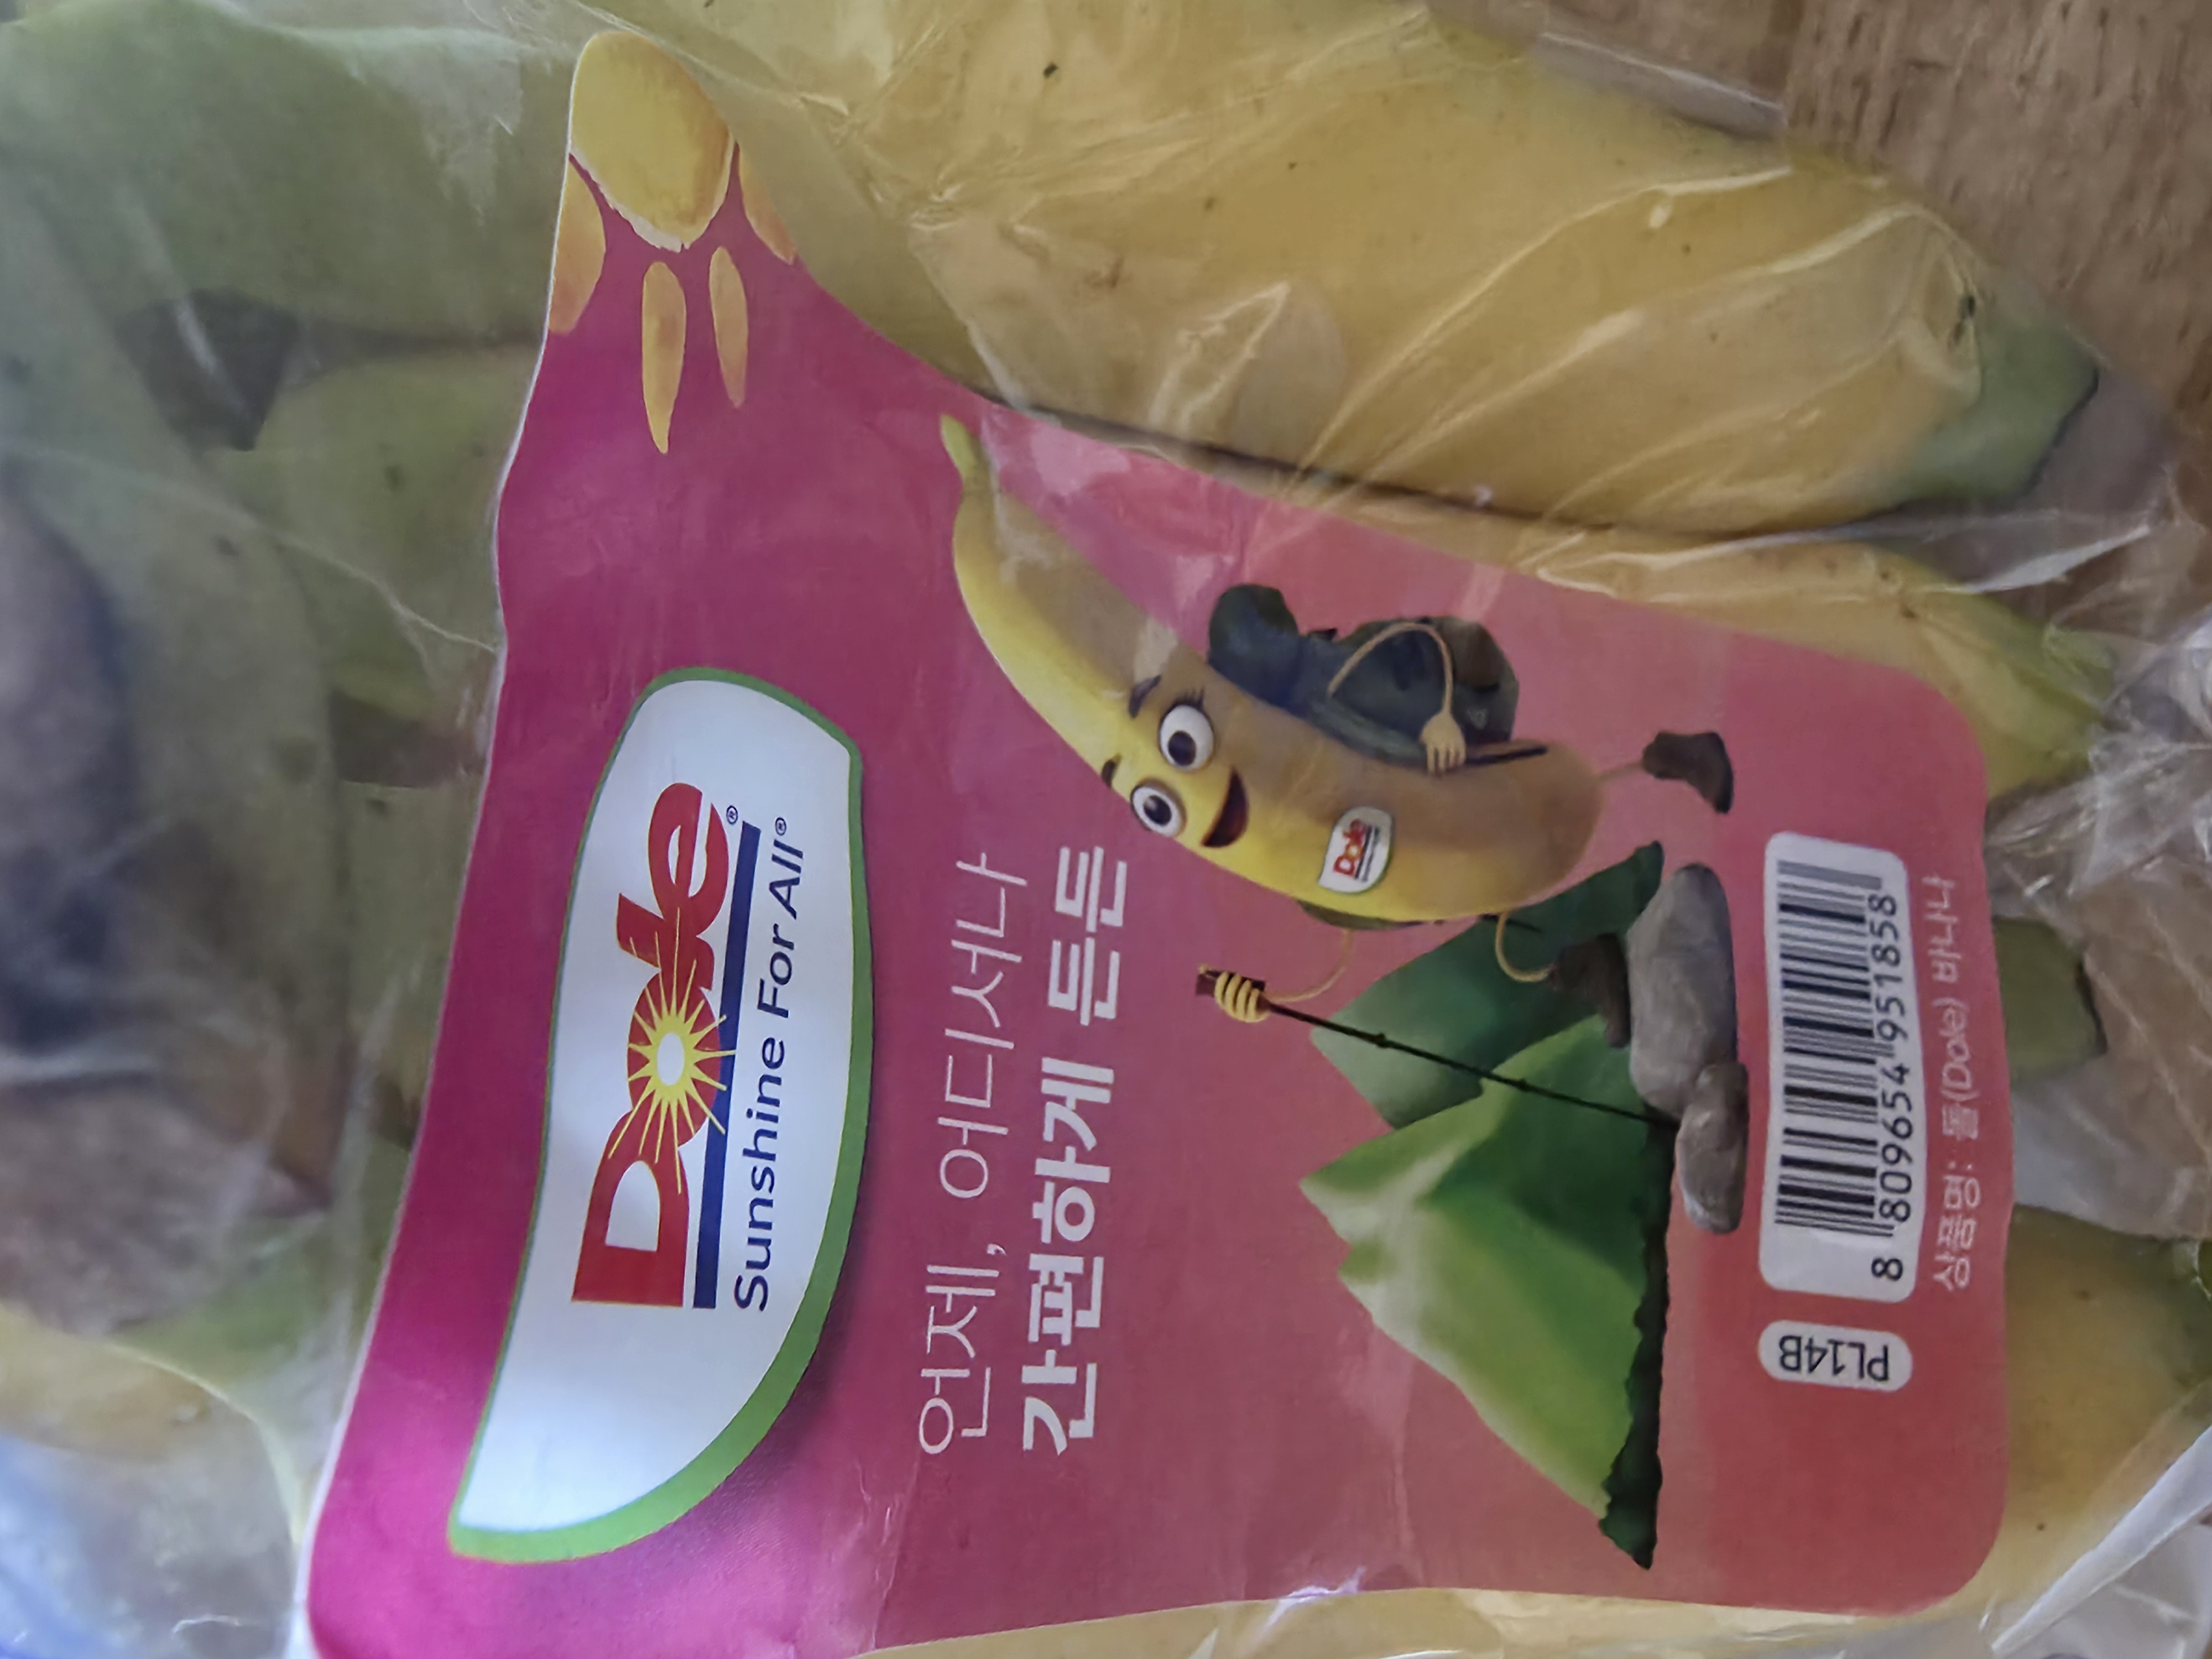 Dole®
Sunshine For All®
언제, 어디서나
간편하게 든든
Dole
PL14B
8 809654 951858
상품명: 돌(Dole) 바나나